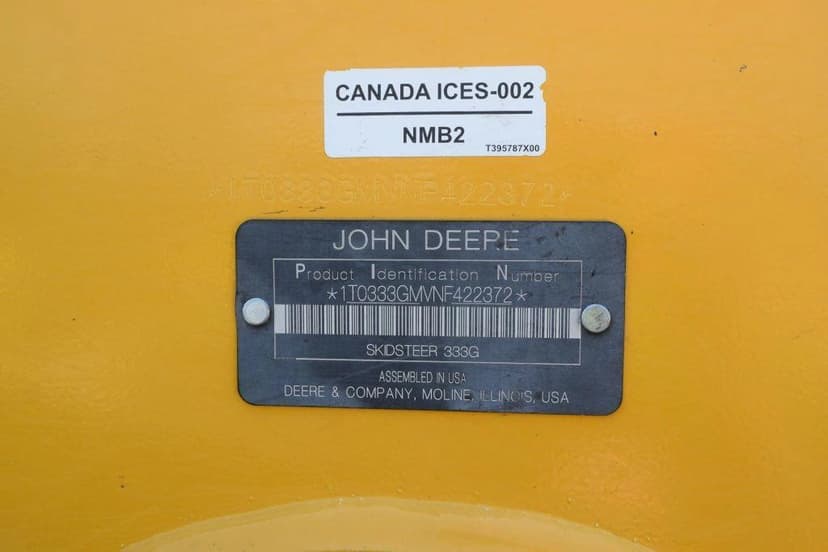 CANADA ICES-002
NMB2
T395787X00
*1T0333GMVNF422372*
JOHN DEERE
Product Identification Number
*1T0333GMVNF422372*
SKIDSTEER 333G
ASSEMBLED IN USA
DEERE & COMPANY, MOLINE, ILLINOIS, USA